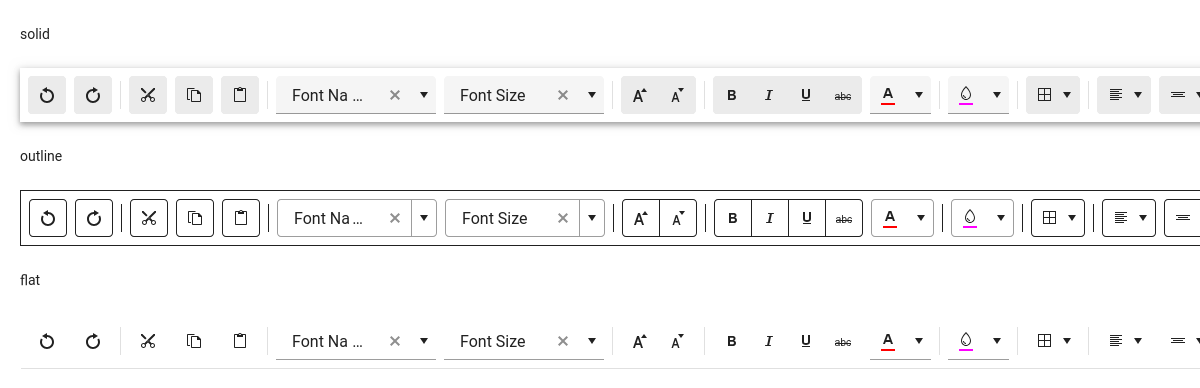 solid
Font Na ... Font Size A A B I U abc A
outline
Font Na ... Font Size A A B I U abc A
flat
Font Na ... Font Size A A B I U abc A